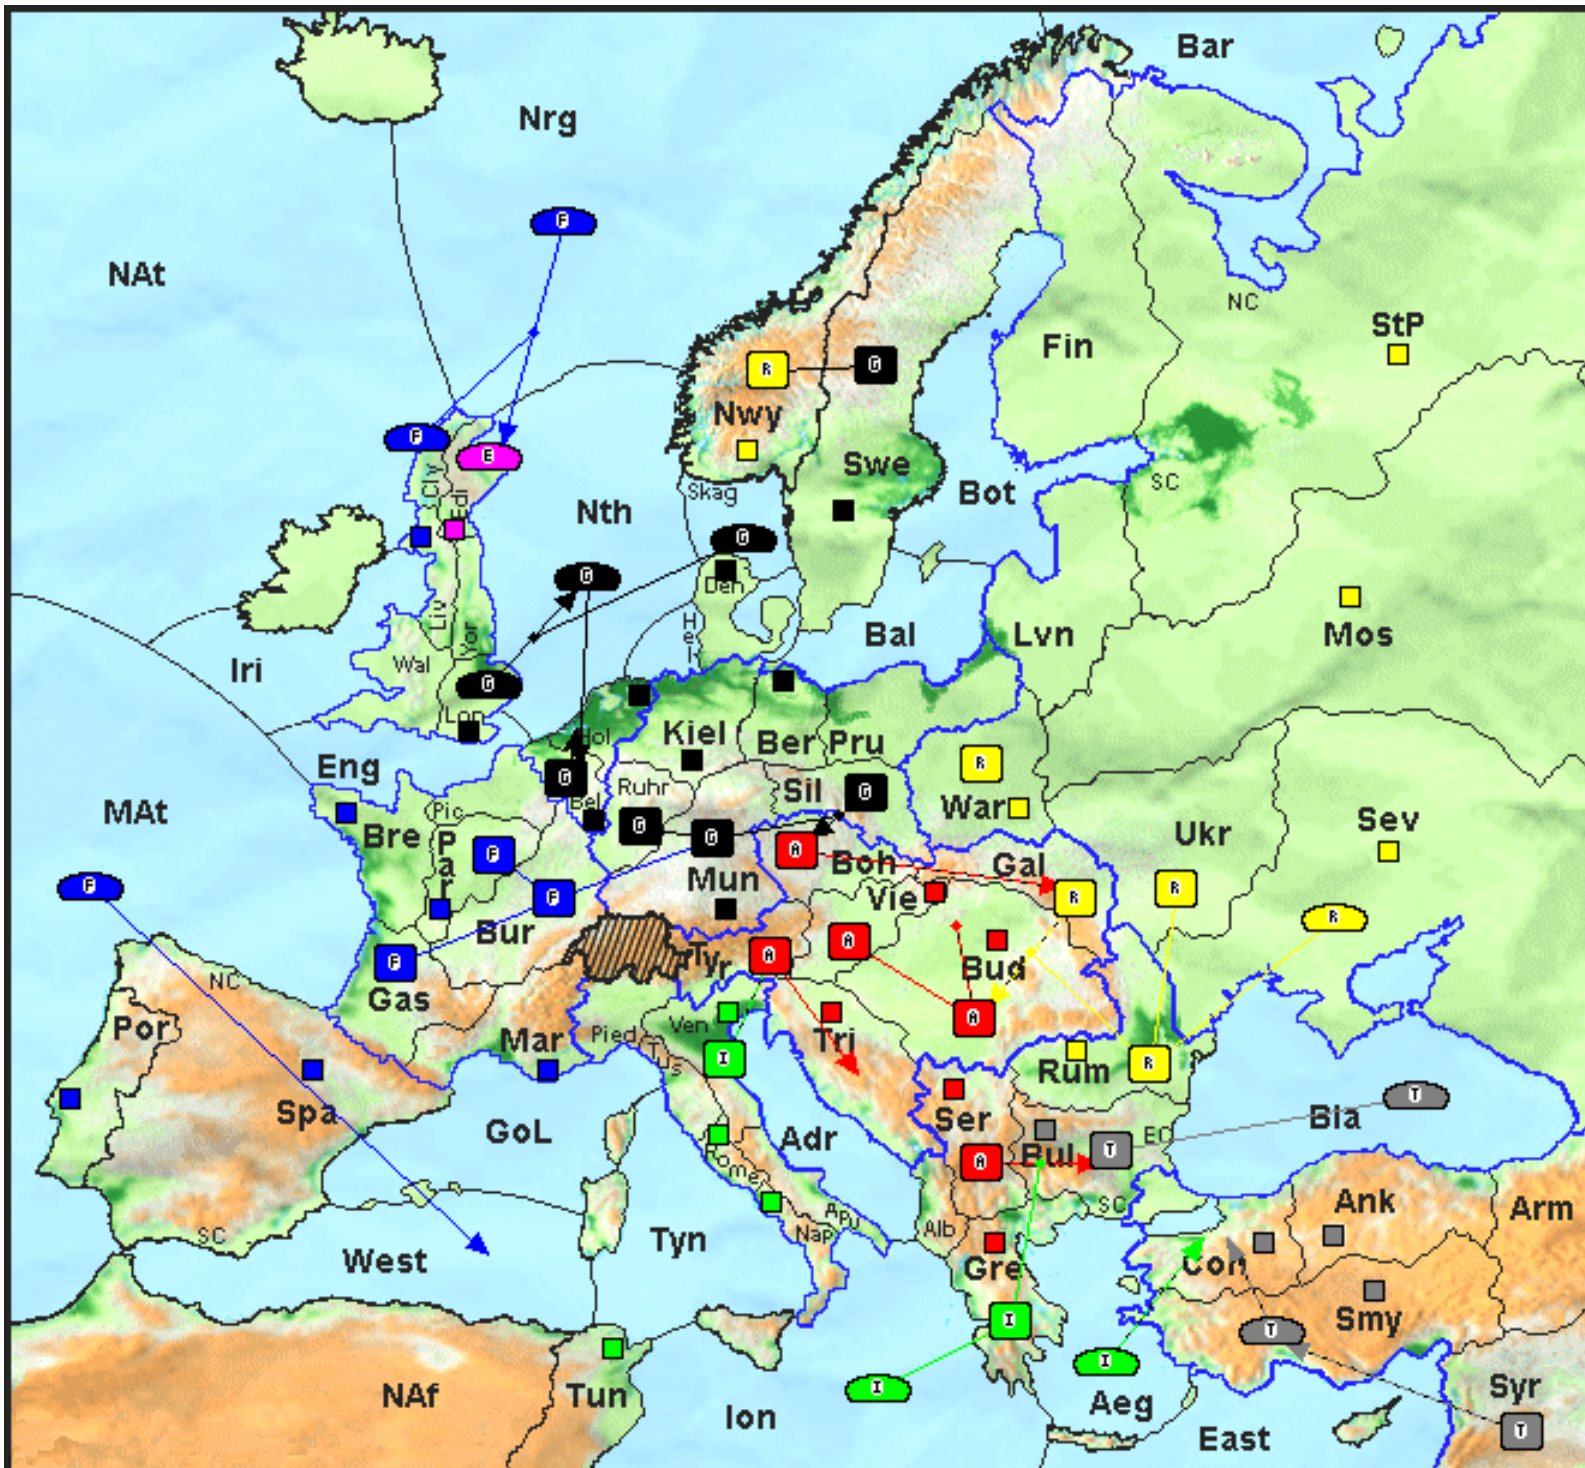 Bar
Nrg
F
NAt
NC
StP
Fin
R
G
Nwy
F
E
Cly
Edi
Swe
SC
Skag
Bot
Nth
G
G
Den
Hel
Liv
Yor
Bal
Lvn
Mos
Iri
Wal
G
Lon
Hol
Kiel
Ber
Pru
Eng
R
G
Ruhr
Sil
G
War
MAt
Pic
Bel
Bre
Par
G
G
Ukr
Sev
F
A
Boh
Gal
F
Mun
Vie
R
R
F
Bur
R
A
A
Tyr
Bud
F
NC
Gas
Por
Ven
A
Pied
Mar
Tus
Tri
I
Rum
R
Spa
GoL
Ser
G
T
Bla
Adr
EC
Bul
T
A
Rome
SC
Ank
Arm
Apu
Nap
Alb
SC
Tyn
West
Gre
Con
I
T
Smy
I
I
NAf
Tun
Ion
Aeg
Syr
East
T